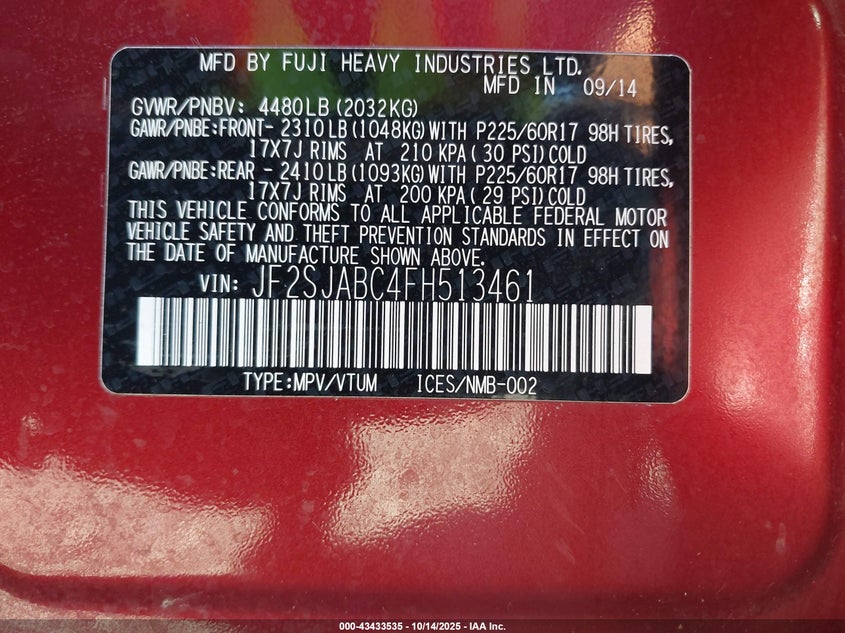 MFD BY FUJI HEAVY INDUSTRIES LTD.
MFD IN 09/14
GVWR/PNBV: 4480LB (2032KG)
GAWR/PNBE:FRONT- 2310LB (1048KG) WITH P225/60R17 98H TIRES,
17X7J RIMS AT 210 KPA (30 PSI) COLD
GAWR/PNBE:REAR - 2410LB (1093KG) WITH P225/60R17 98H TIRES,
17X7J RIMS AT 200 KPA (29 PSI) COLD
THIS VEHICLE CONFORMS TO ALL APPLICABLE FEDERAL MOTOR
VEHICLE SAFETY AND THEFT PREVENTION STANDARDS IN EFFECT ON
THE DATE OF MANUFACTURE SHOWN ABOVE.
VIN: JF2SJABC4FH513461
TYPE:MPV/VTUM ICES/NMB-002
000-43433535 - 10/14/2025 - IAA Inc.